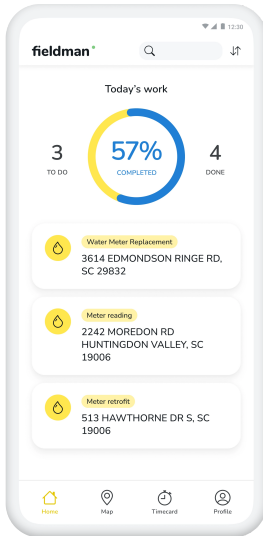 12:30
fieldman
Today's work
3
TO DO
57%
COMPLETED
4
DONE
Water Meter Replacement
3614 EDMONDSON RINGE RD,
SC 29832
Meter reading
2242 MOREDON RD
HUNTINGDON VALLEY, SC
19006
Meter retrofit
513 HAWTHORNE DR S, SC
19006
Home
Map
Timecard
Profile